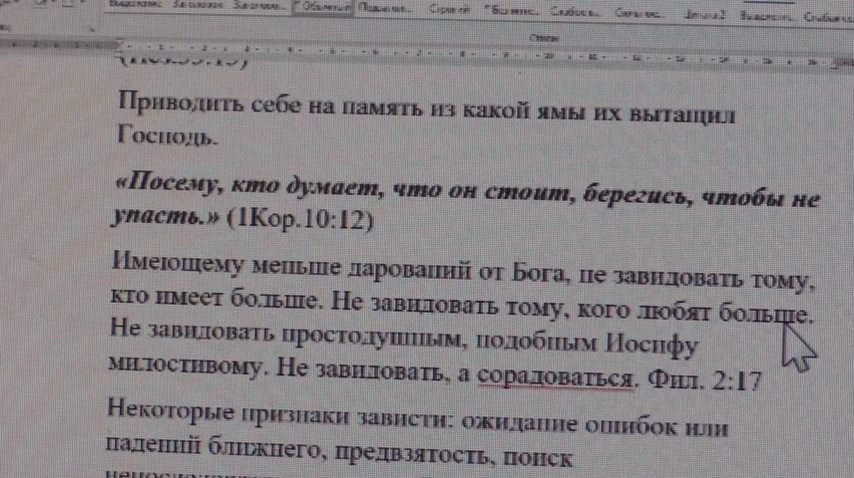 Обычный
Приводить себе на память из какой ямы их вытащил
Господь.
«Посему, кто думает, что он стоит, берегись, чтобы не
упасть.» (1Кор.10:12)
Имеющему меньше дарований от Бога, не завидовать тому,
кто имеет больше. Не завидовать тому, кого любят больше.
Не завидовать простодушным, подобным Иосифу
милостивому. Не завидовать, а сорадоваться. Фил. 2:17
Некоторые признаки зависти: ожидание ошибок или
падений ближнего, предвзятость, поиск